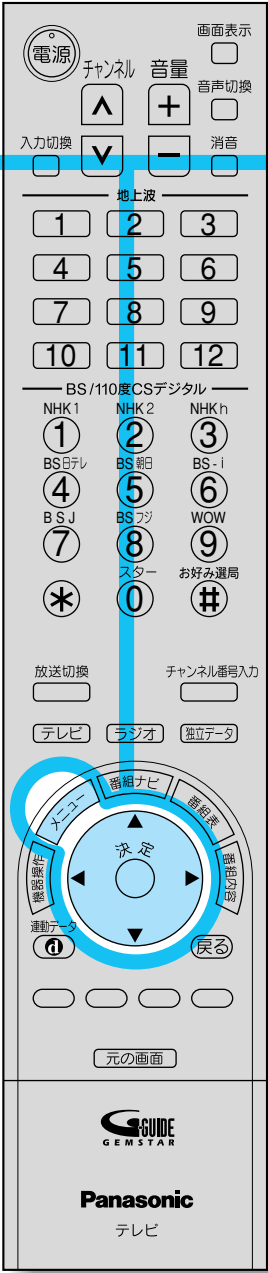 画面表示
電源
チャンネル 音量
音声切換
入力切換
消音
地上波
1 2 3
4 5 6
7 8 9
10 11 12
BS/110度CSデジタル
NHK1 NHK2 NHKh
1 2 3
BS日テレ BS朝日 BS-i
4 5 6
BSJ BSフジ WOW
7 8 9
スター お好み選局
* 0 #
放送切換 チャンネル番号入力
テレビ ラジオ 独立データ
番組ナビ
メニュー 番組表
決定
機器操作 番組内容
連動データ
d 戻る
元の画面
G-GUIDE
GEMSTAR
Panasonic
テレビ